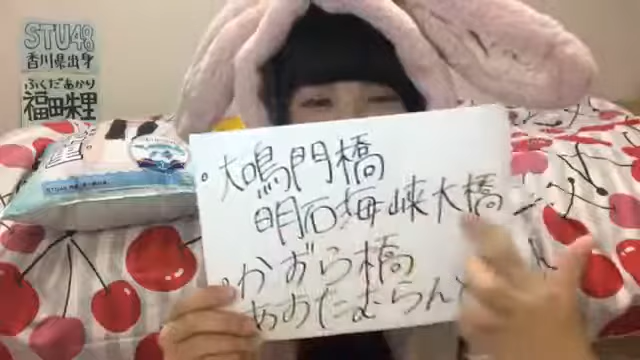 STU48
香川県出身
ふくだあかり
福田朱里
・大鳴門橋
明石海峡大橋
・かずら橋